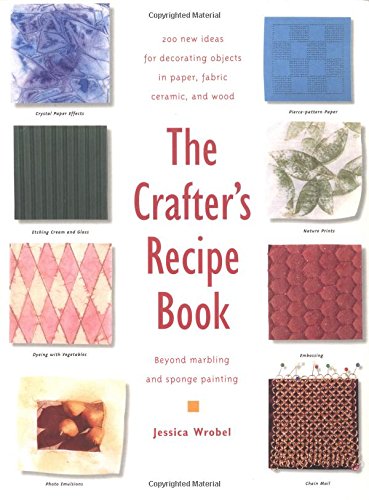 Copyrighted Material
200 new ideas
for decorating objects
in paper, fabric
ceramic, and wood
Crystal Paper Effects
Pierce-pattern Paper
The
Crafter's
Recipe
Book
Etching Cream and Glass
Nature Prints
Dyeing with Vegetables
Embossing
Beyond marbling
and sponge painting
Jessica Wrobel
Photo Emulsions
Chain Mail
Copyrighted Material